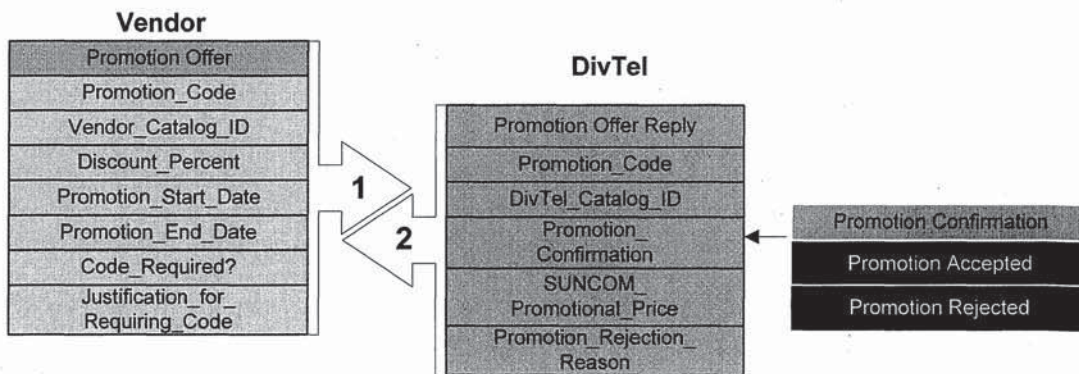 Vendor
Promotion Offer
Promotion_Code
Vendor_Catalog_ID
Discount_Percent
Promotion_Start_Date
Promotion_End_Date
Code_Required?
Justification_for_
Requiring_Code
1
2
DivTel
Promotion Offer Reply
Promotion_Code
DivTel_Catalog_ID
Promotion_
Confirmation
SUNCOM_
Promotional_Price
Promotion_Rejection_
Reason
Promotion Confirmation
Promotion Accepted
Promotion Rejected